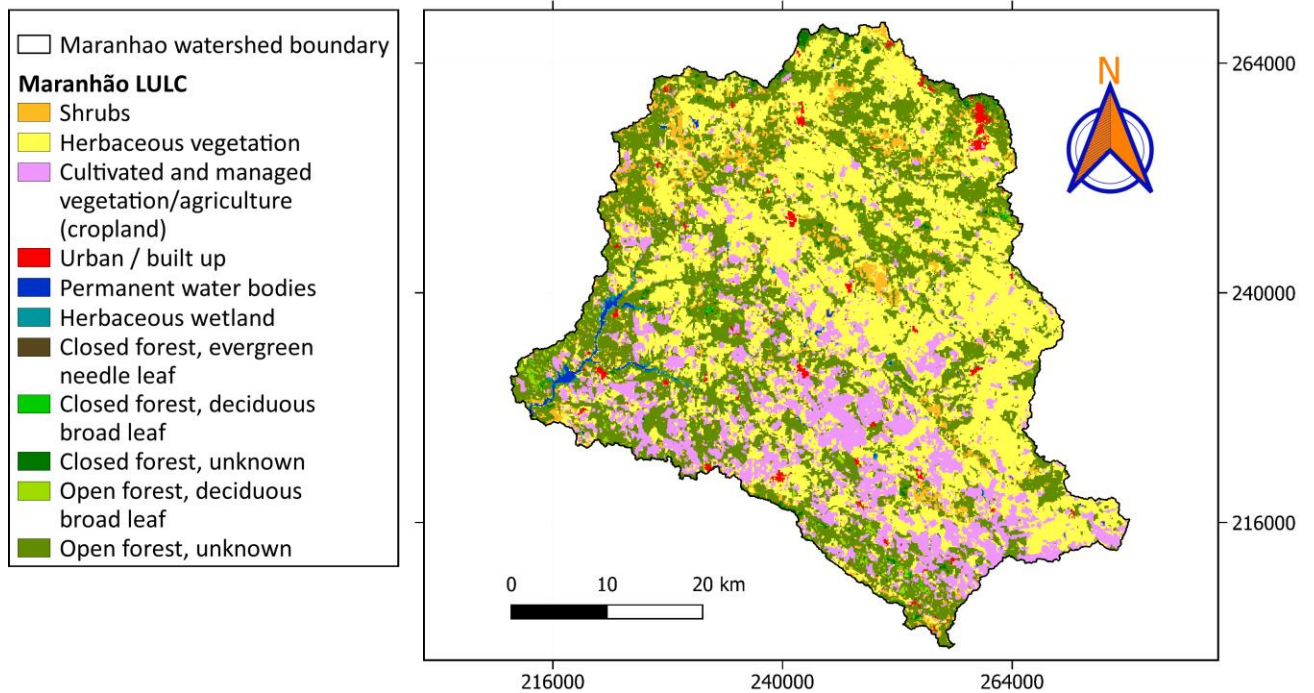 Maranhao watershed boundary
Maranhão LULC
Shrubs
Herbaceous vegetation
Cultivated and managed
vegetation/agriculture
(cropland)
Urban / built up
Permanent water bodies
Herbaceous wetland
Closed forest, evergreen
needle leaf
Closed forest, deciduous
broad leaf
Closed forest, unknown
Open forest, deciduous
broad leaf
Open forest, unknown
N
264000
240000
216000
0 10 20 km
216000 240000 264000